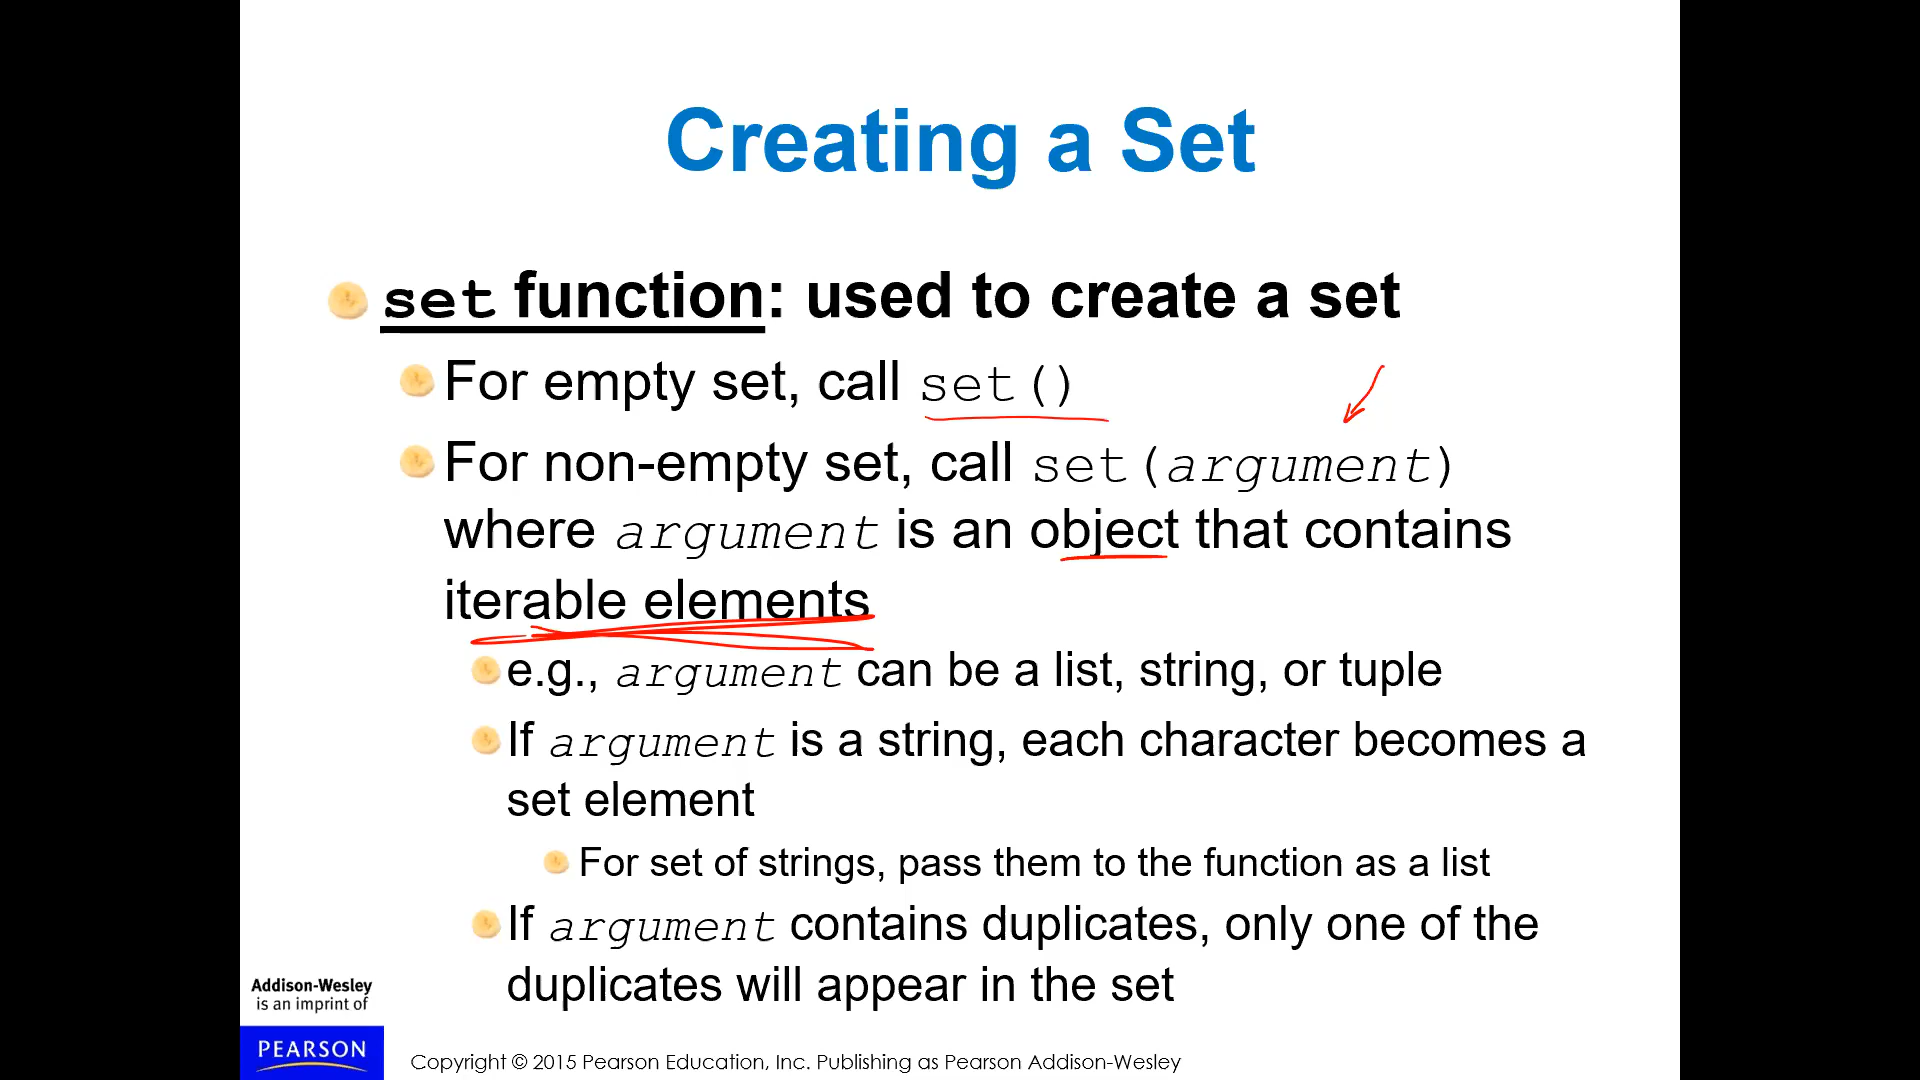 Creating a Set
set function: used to create a set
For empty set, call set()
For non-empty set, call set(argument)
where argument is an object that contains
iterable elements
e.g., argument can be a list, string, or tuple
If argument is a string, each character becomes a
set element
For set of strings, pass them to the function as a list
If argument contains duplicates, only one of the
duplicates will appear in the set
Addison-Wesley
is an imprint of
PEARSON
Copyright © 2015 Pearson Education, Inc. Publishing as Pearson Addison-Wesley